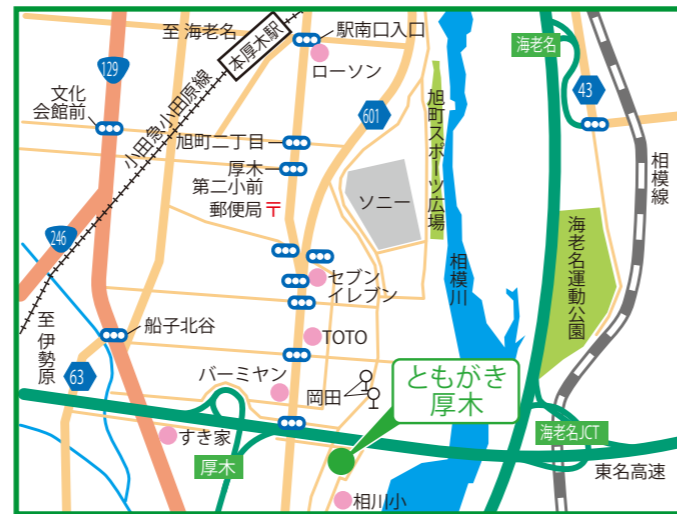 至 海老名
本厚木駅
駅南口入口
ローソン
海老名
129
43
文化
会館前
小田急小田原線
601
旭町二丁目
厚木
第二小前
郵便局〒
旭町スポーツ広場
相模線
ソニー
246
相模川
海老名運動公園
セブン
イレブン
至 伊勢原
船子北谷
TOTO
63
バーミヤン
岡田
ともがき
厚木
すき家
厚木
海老名JCT
東名高速
相川小